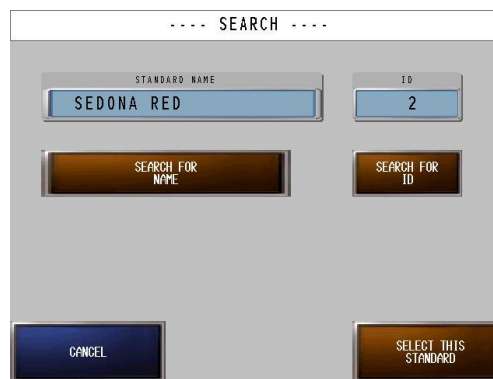 ---- SEARCH ----
STANDARD NAME
ID
SEDONA RED
2
SEARCH FOR
NAME
SEARCH FOR
ID
CANCEL
SELECT THIS
STANDARD